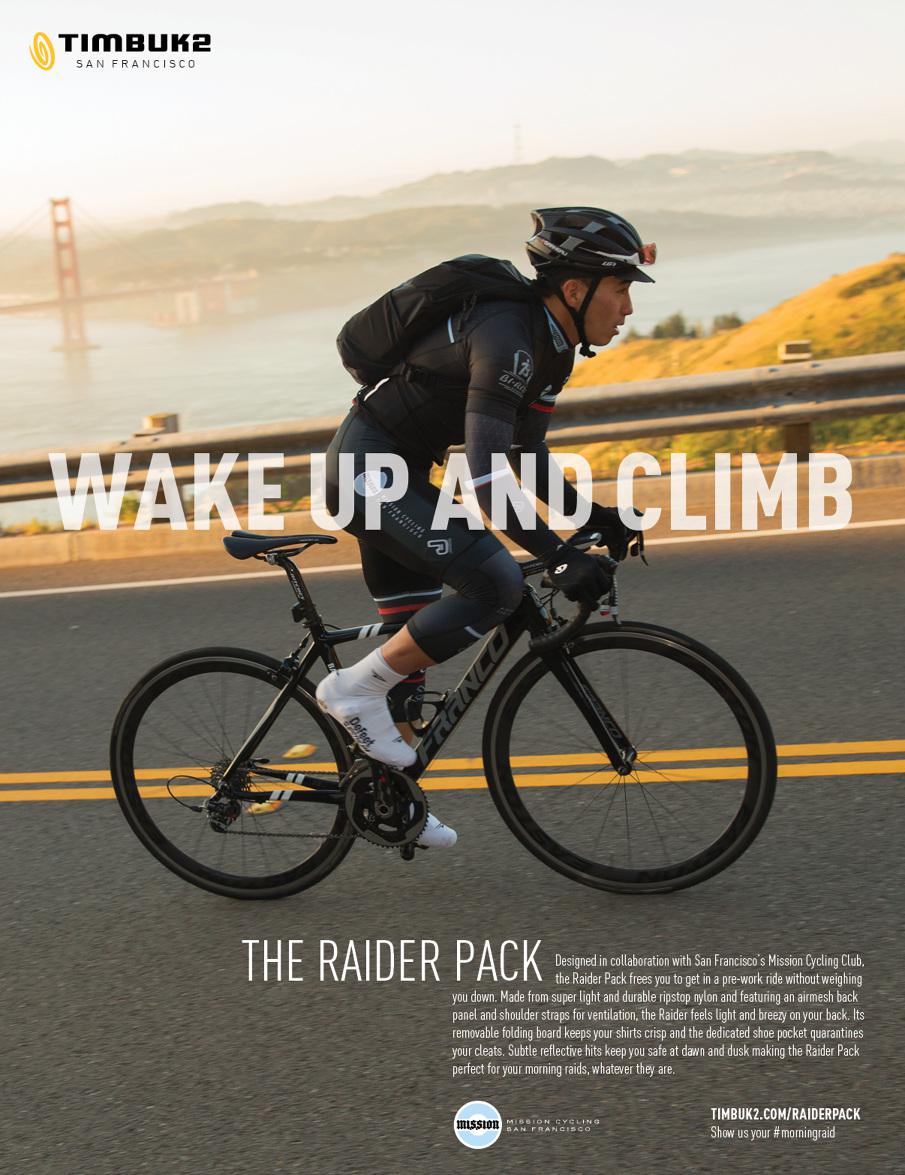 TIMBUK2
SAN FRANCISCO
WAKE UP AND CLIMB
FRANCO
Defeet
THE RAIDER PACK
Designed in collaboration with San Francisco's Mission Cycling Club,
the Raider Pack frees you to get in a pre-work ride without weighing
you down. Made from super light and durable ripstop nylon and featuring an airmesh back
panel and shoulder straps for ventilation, the Raider feels light and breezy on your back. Its
removable folding board keeps your shirts crisp and the dedicated shoe pocket quarantines
your cleats. Subtle reflective hits keep you safe at dawn and dusk making the Raider Pack
perfect for your morning raids, whatever they are.
mission
MISSION CYCLING
SAN FRANCISCO
TIMBUK2.COM/RAIDERPACK
Show us your #morningraid